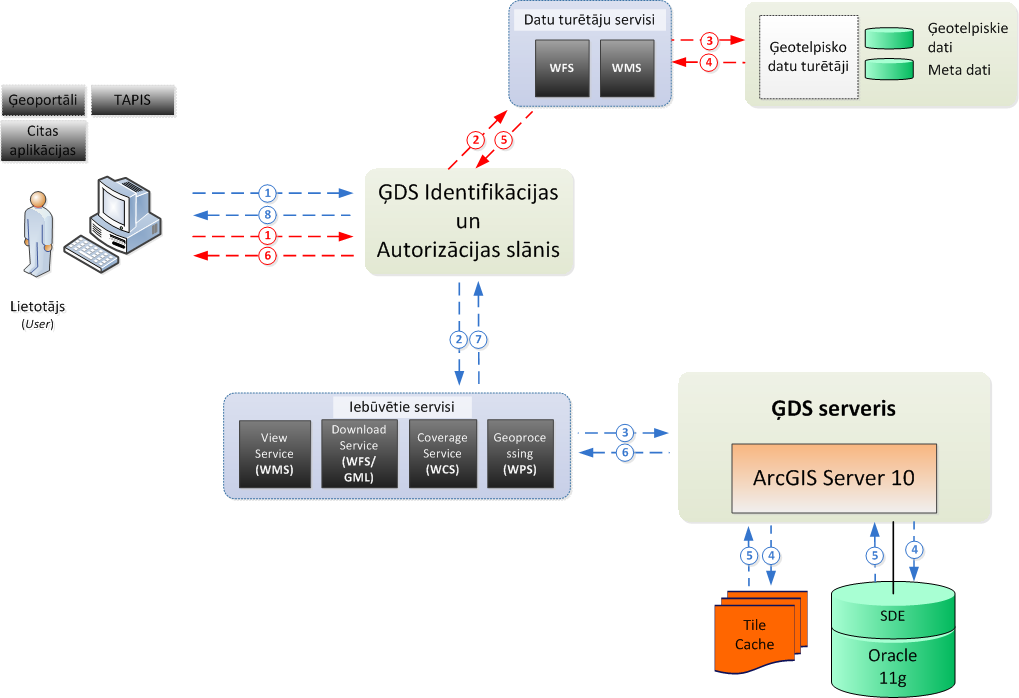 Datu turētāju servisi
WFS
WMS
3
4
Ģeotelpisko
datu turētāji
Ģeotelpiskie
dati
Meta dati
Ģeoportāli
TAPIS
Citas
aplikācijas
2
5
1
8
1
6
ĢDS Identifikācijas
un
Autorizācijas slānis
Lietotājs
(User)
2
7
Iebūvētie servisi
View
Service
(WMS)
Download
Service
(WFS/
GML)
Coverage
Service
(WCS)
Geoproce
ssing
(WPS)
3
6
ĢDS serveris
ArcGIS Server 10
5
4
5
4
Tile
Cache
SDE
Oracle
11g